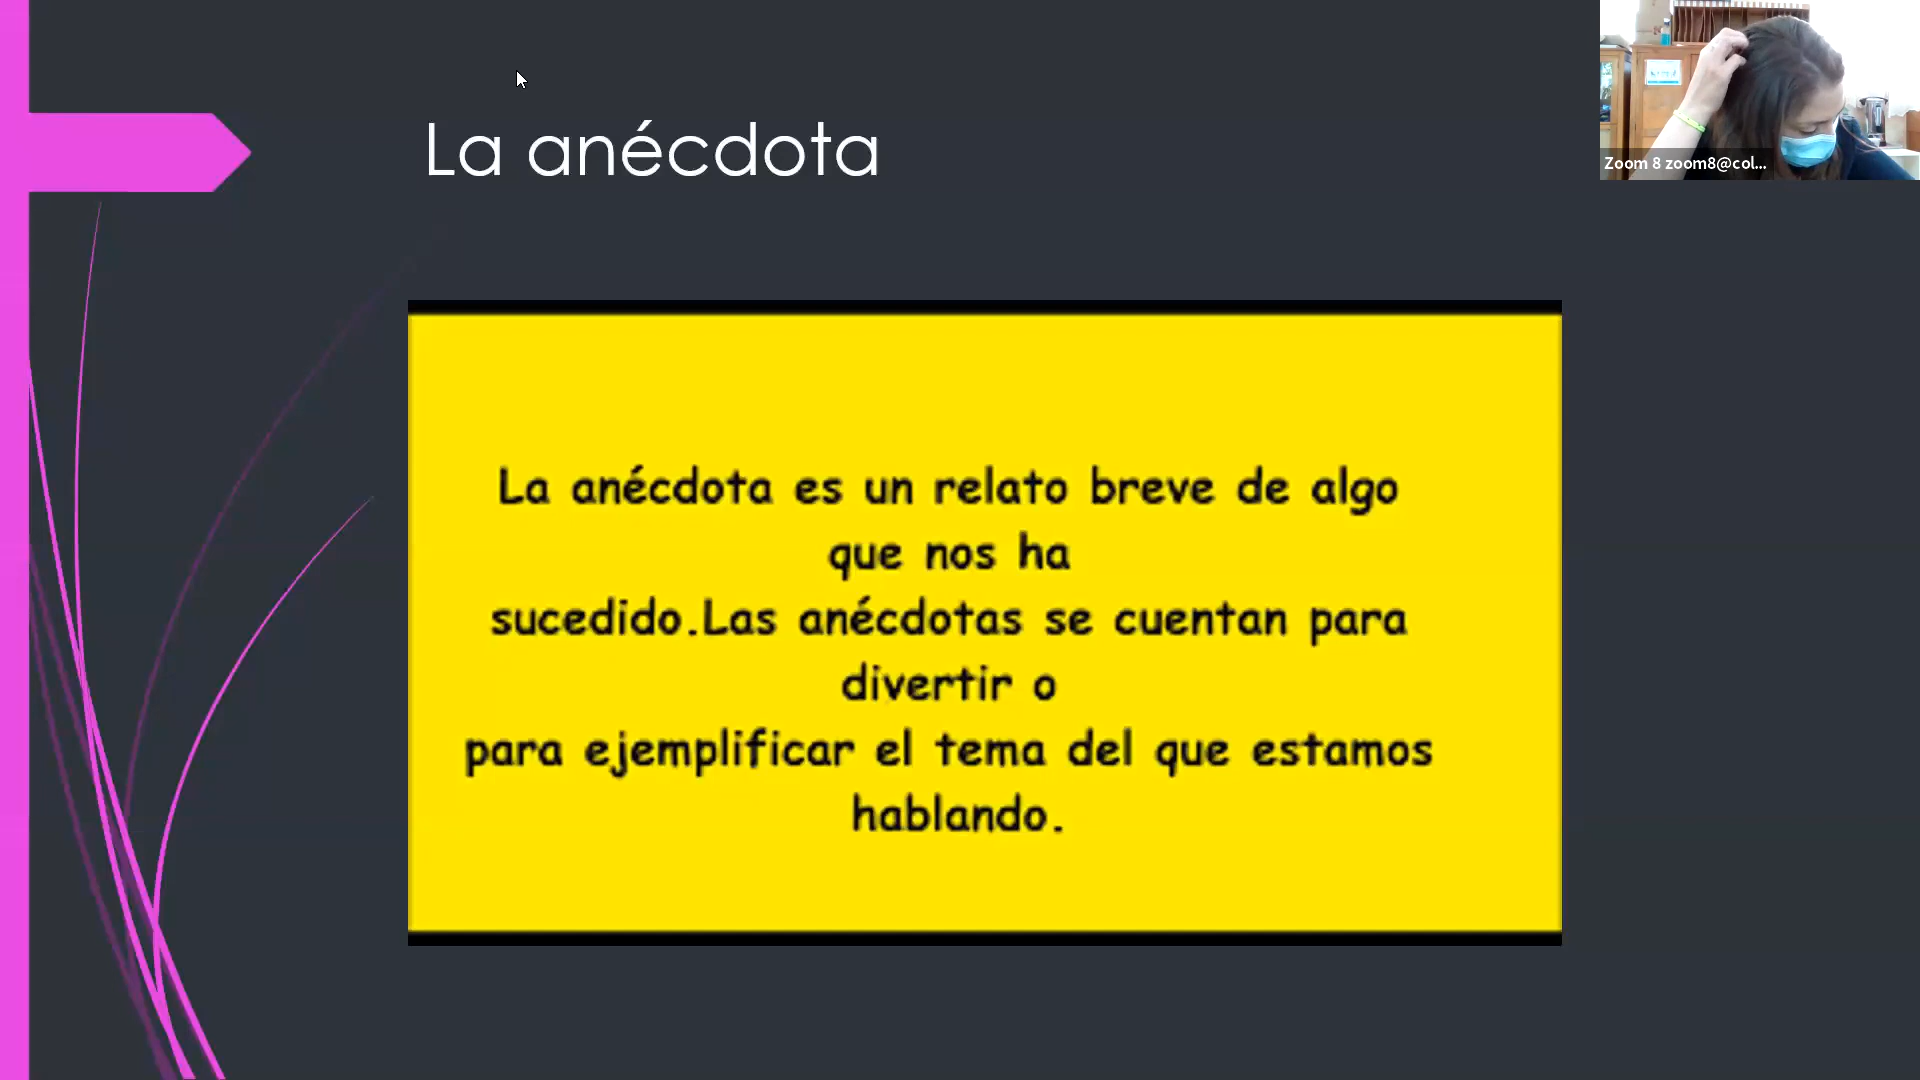 La anécdota
Zoom 8 zoom8@col...
La anécdota es un relato breve de algo
que nos ha
sucedido.Las anécdotas se cuentan para
divertir o
para ejemplificar el tema del que estamos
hablando.